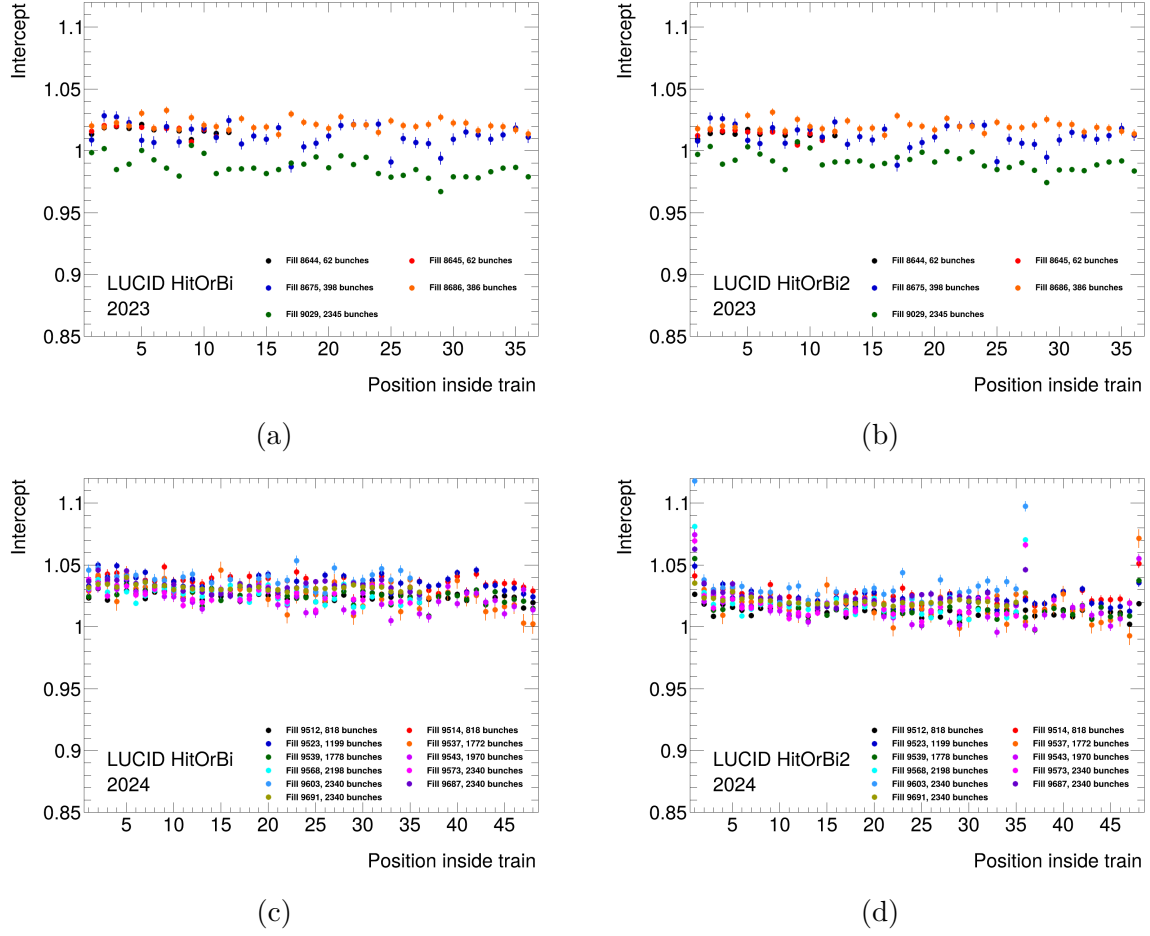 Intercept
1.1
1.05
1
0.95
0.9
0.85
LUCID HitOrBi
2023
Fill 8644, 62 bunches
Fill 8645, 62 bunches
Fill 8675, 398 bunches
Fill 8686, 386 bunches
Fill 9029, 2345 bunches
5 10 15 20 25 30 35
Position inside train
(a)
Intercept
1.1
1.05
1
0.95
0.9
0.85
LUCID HitOrBi2
2023
Fill 8644, 62 bunches
Fill 8645, 62 bunches
Fill 8675, 398 bunches
Fill 8686, 386 bunches
Fill 9029, 2345 bunches
5 10 15 20 25 30 35
Position inside train
(b)
Intercept
1.1
1.05
1
0.95
0.9
0.85
LUCID HitOrBi
2024
Fill 9512, 818 bunches
Fill 9514, 818 bunches
Fill 9523, 1199 bunches
Fill 9537, 1772 bunches
Fill 9539, 1778 bunches
Fill 9543, 1970 bunches
Fill 9568, 2198 bunches
Fill 9573, 2340 bunches
Fill 9603, 2340 bunches
Fill 9687, 2340 bunches
Fill 9691, 2340 bunches
5 10 15 20 25 30 35 40 45
Position inside train
(c)
Intercept
1.1
1.05
1
0.95
0.9
0.85
LUCID HitOrBi2
2024
Fill 9512, 818 bunches
Fill 9514, 818 bunches
Fill 9523, 1199 bunches
Fill 9537, 1772 bunches
Fill 9539, 1778 bunches
Fill 9543, 1970 bunches
Fill 9568, 2198 bunches
Fill 9573, 2340 bunches
Fill 9603, 2340 bunches
Fill 9687, 2340 bunches
Fill 9691, 2340 bunches
5 10 15 20 25 30 35 40 45
Position inside train
(d)